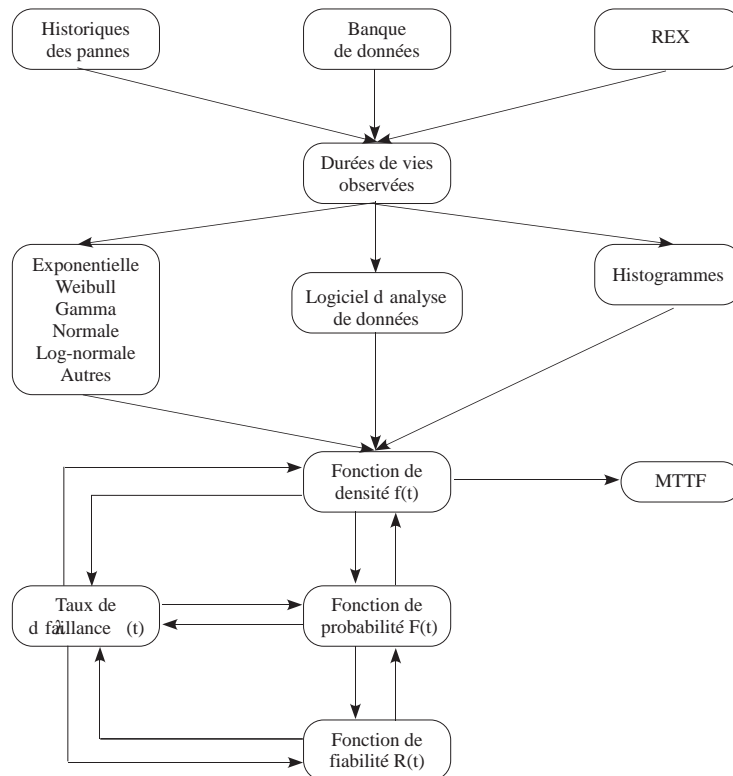 Historiques
des pannes
Banque
de données
REX
Durées de vies
observées
Exponentielle
Weibull
Gamma
Normale
Log-normale
Autres
Logiciel d analyse
de données
Histogrammes
Fonction de
densité f(t)
MTTF
Taux de
d faillance (t)
Fonction de
probabilité F(t)
Fonction de
fiabilité R(t)